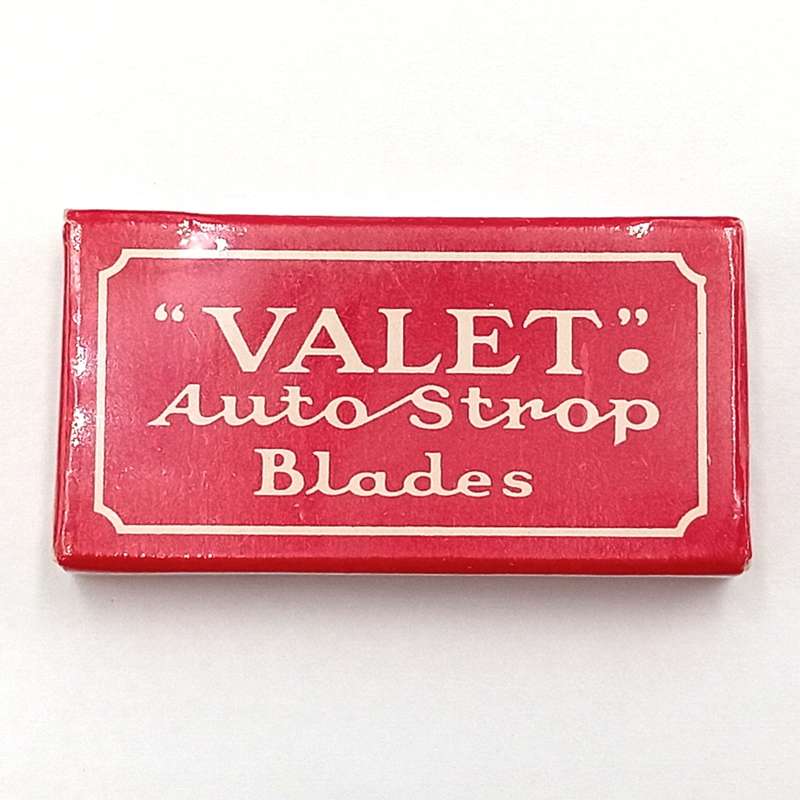 "VALET".
Auto Strop
Blades